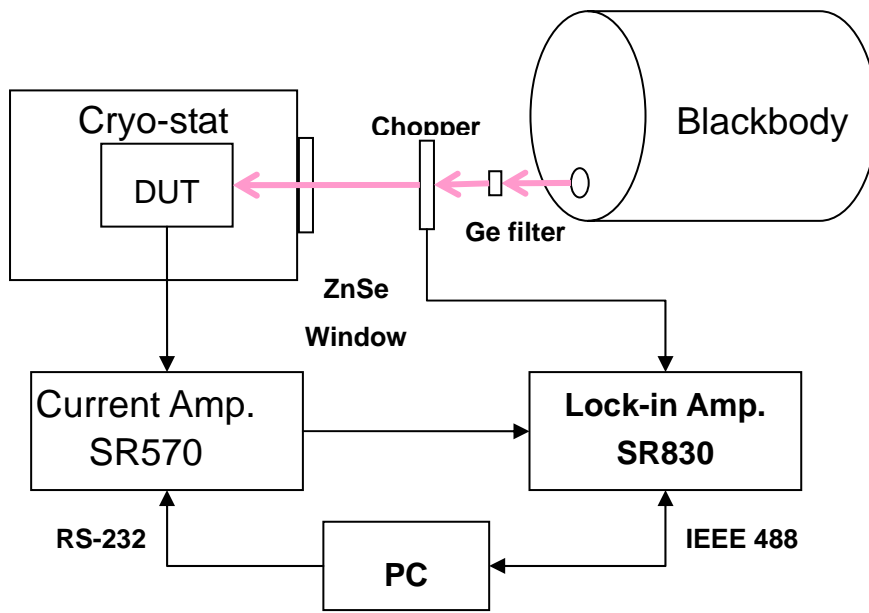 Cryo-stat
DUT
Chopper
Blackbody
Ge filter
ZnSe
Window
Current Amp.
SR570
Lock-in Amp.
SR830
RS-232
PC
IEEE 488